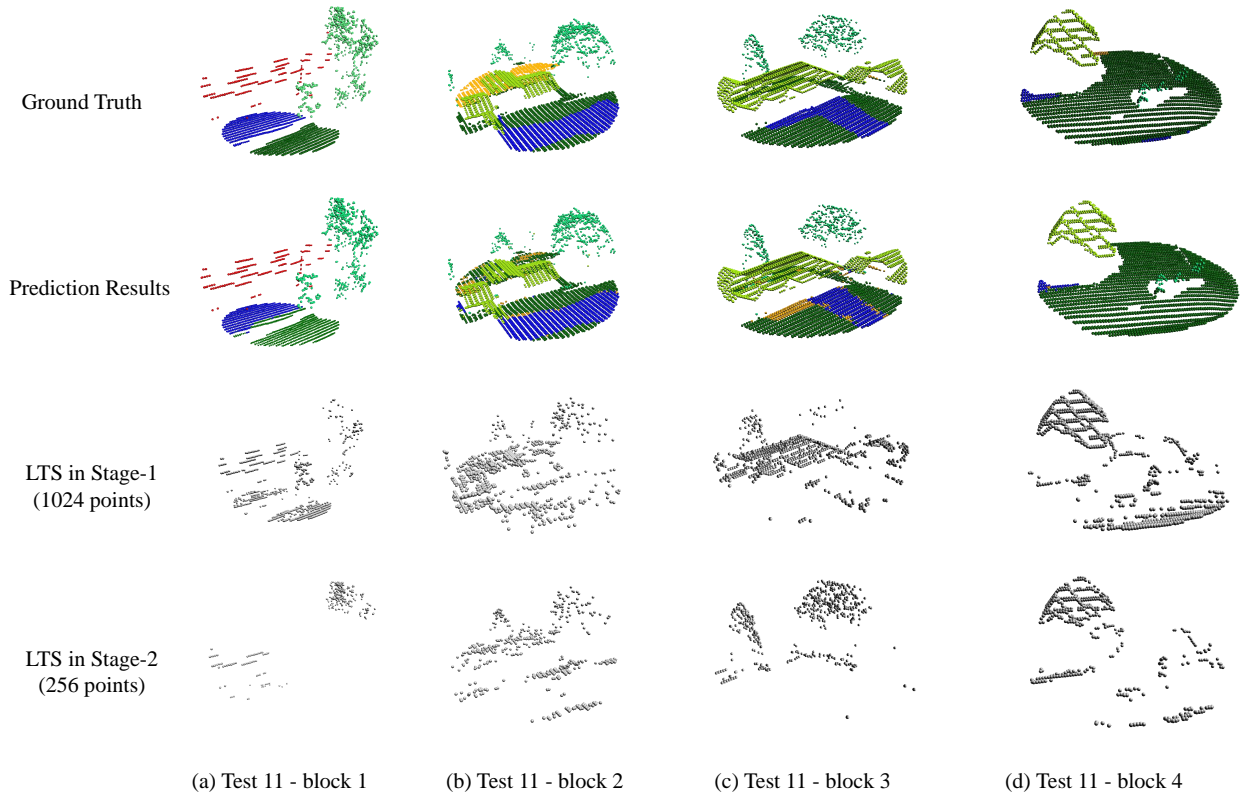 Ground Truth
Prediction Results
LTS in Stage-1
(1024 points)
LTS in Stage-2
(256 points)
(a) Test 11 - block 1
(b) Test 11 - block 2
(c) Test 11 - block 3
(d) Test 11 - block 4